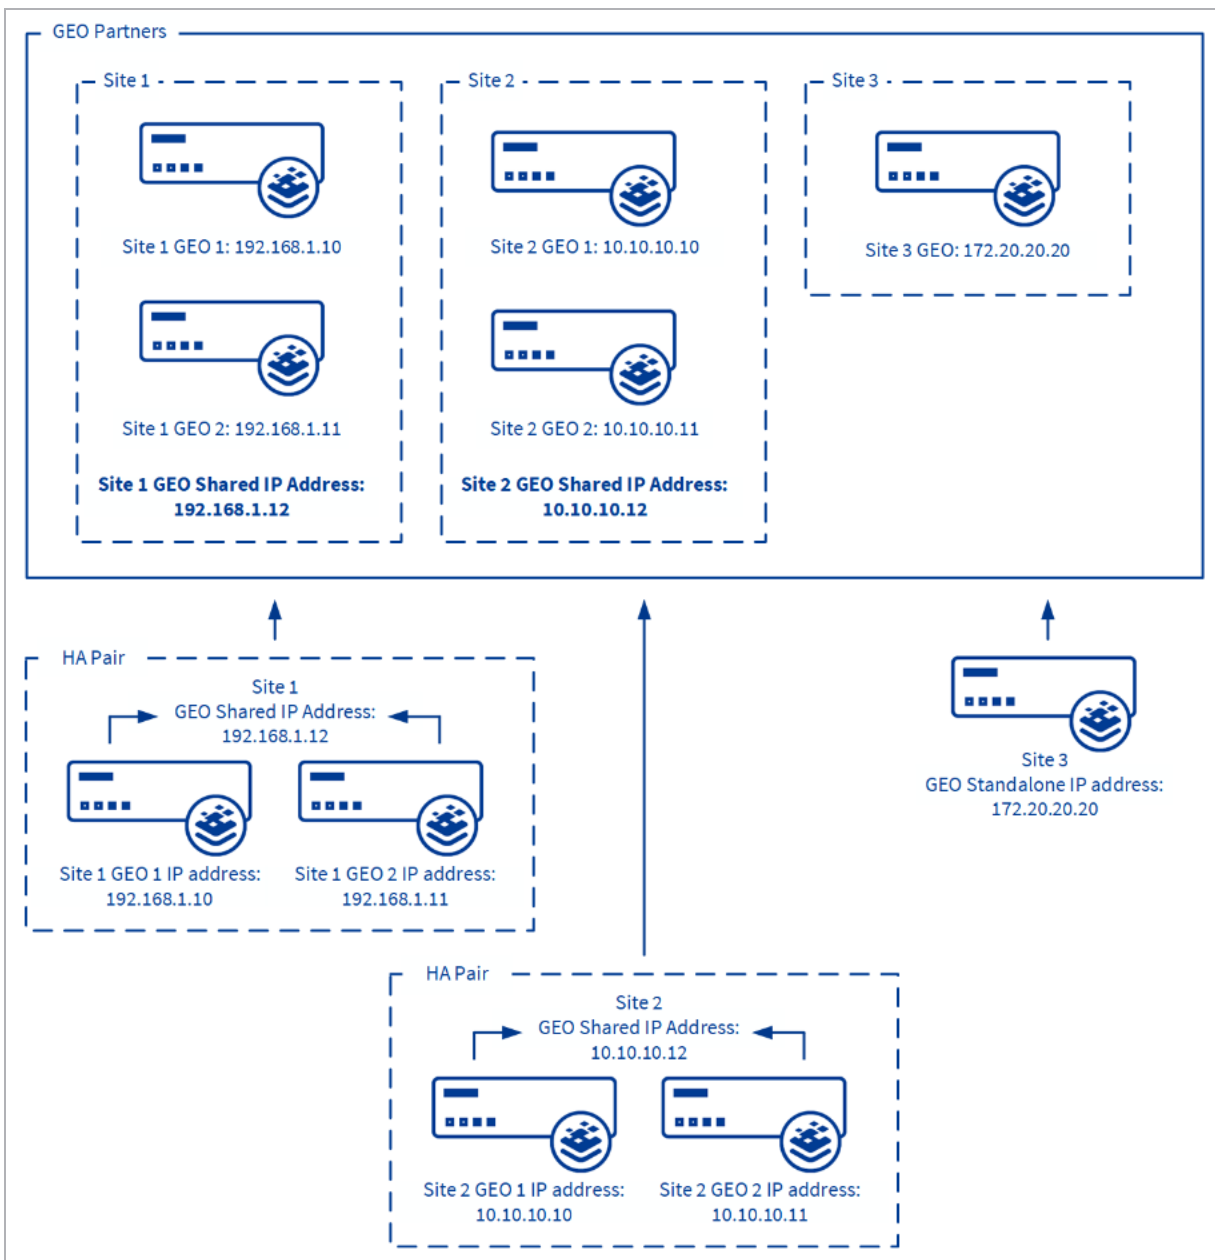 GEO Partners
Site 1
Site 2
Site 3
Site 1 GEO 1: 192.168.1.10
Site 2 GEO 1: 10.10.10.10
Site 3 GEO: 172.20.20.20
Site 1 GEO 2: 192.168.1.11
Site 2 GEO 2: 10.10.10.11
Site 1 GEO Shared IP Address:
192.168.1.12
Site 2 GEO Shared IP Address:
10.10.10.12
HA Pair
Site 1
GEO Shared IP Address:
192.168.1.12
Site 1 GEO 1 IP address:
192.168.1.10
Site 1 GEO 2 IP address:
192.168.1.11
Site 3
GEO Standalone IP address:
172.20.20.20
HA Pair
Site 2
GEO Shared IP Address:
10.10.10.12
Site 2 GEO 1 IP address:
10.10.10.10
Site 2 GEO 2 IP address:
10.10.10.11